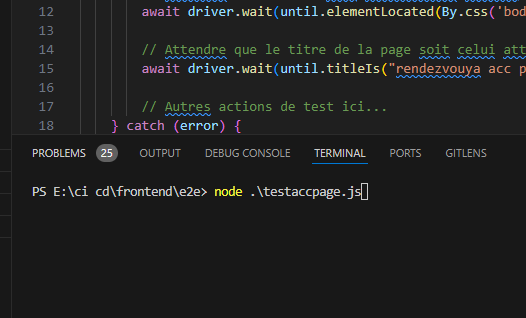 12 await driver.wait(until.elementLocated(By.css('bod
13
14 // Attendre que le titre de la page soit celui att
15 await driver.wait(until.titleIs("rendezvouya acc p
16
17 // Autres actions de test ici...
18 } catch (error) {
PROBLEMS 25 OUTPUT DEBUG CONSOLE TERMINAL PORTS GITLENS
PS E:\ci cd\frontend\e2e> node .\testaccpage.js